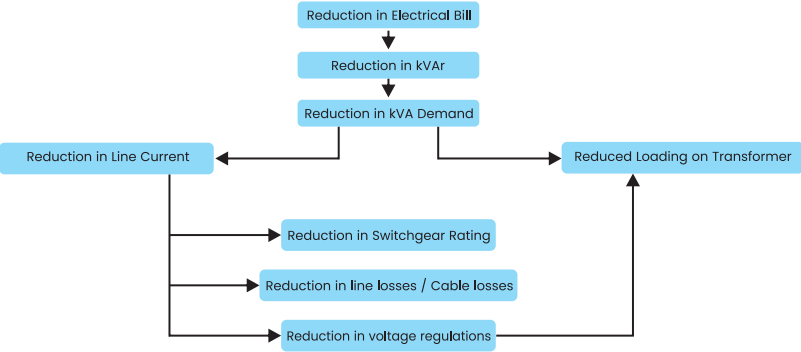 Reduction in Electrical Bill
Reduction in kVAr
Reduction in kVA Demand
Reduction in Line Current
Reduced Loading on Transformer
Reduction in Switchgear Rating
Reduction in line losses / Cable losses
Reduction in voltage regulations